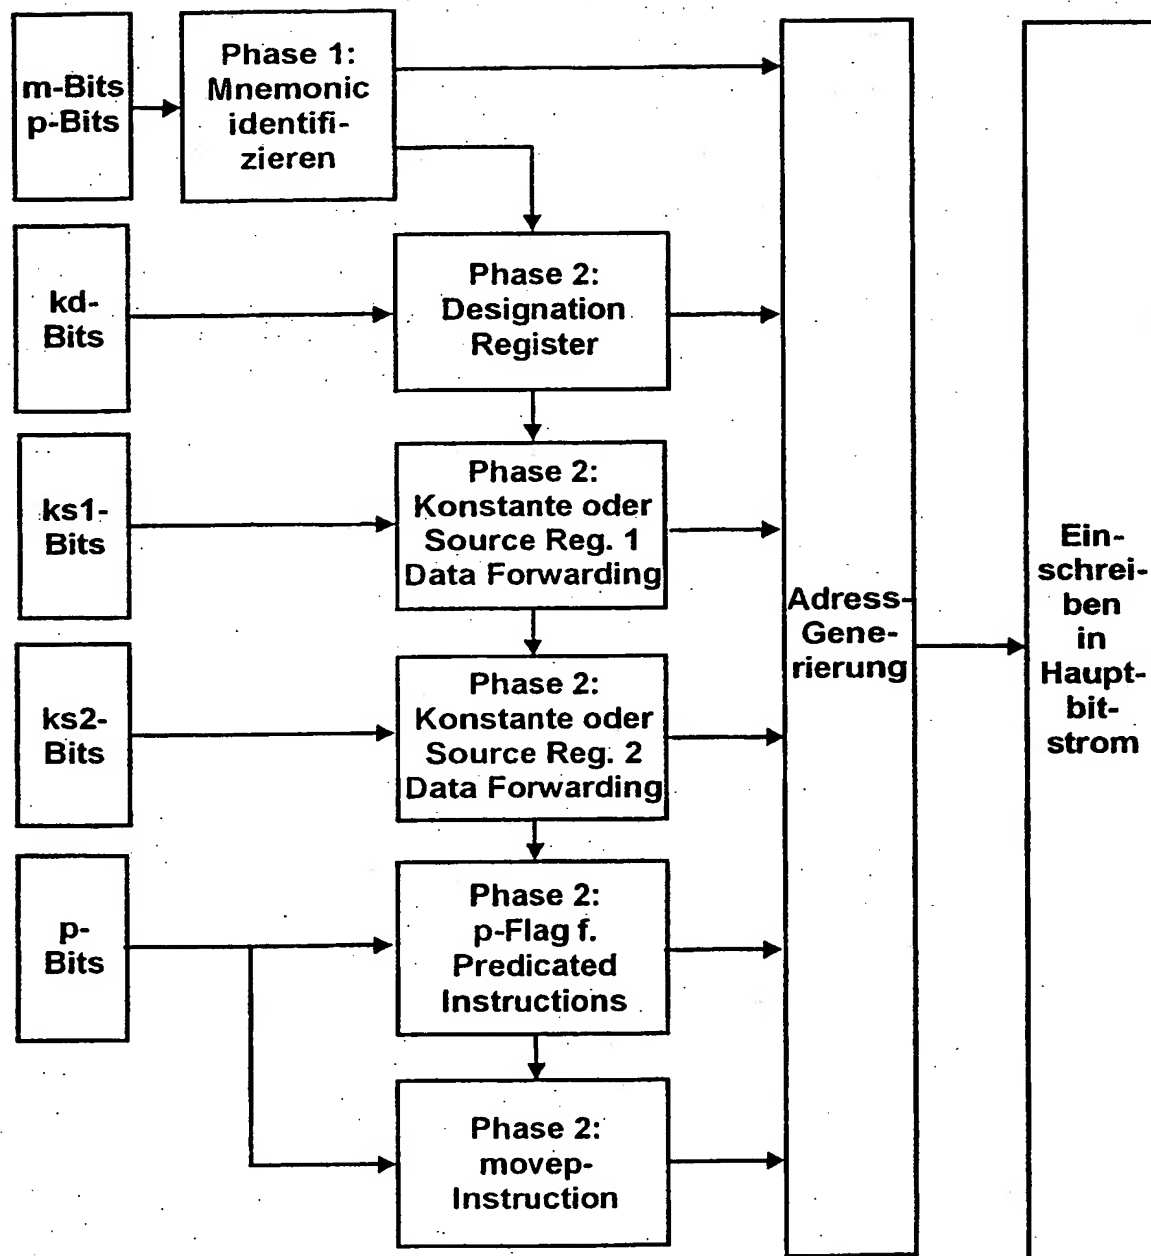 m-Bits
p-Bits
Phase 1:
Mnemonic
identifi-
zieren
kd-
Bits
Phase 2:
Designation
Register
ks1-
Bits
Phase 2:
Konstante oder
Source Reg. 1
Data Forwarding
ks2-
Bits
Phase 2:
Konstante oder
Source Reg. 2
Data Forwarding
p-
Bits
Phase 2:
p-Flag f.
Predicated
Instructions
Phase 2:
movep-
Instruction
Adress-
Gene-
rierung
Ein-
schrei-
ben
in
Haupt-
bit-
strom